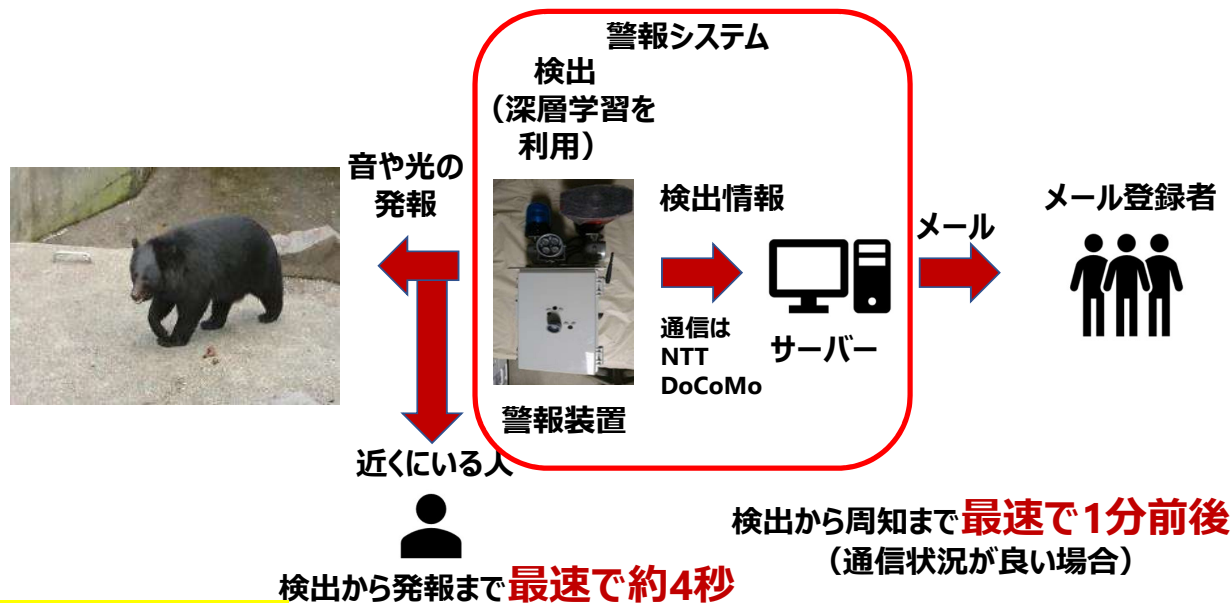 警報システム
検出
（深層学習を
利用）
音や光の
発報
検出情報
メール
メール登録者
通信は
NTT
DoCoMo
サーバー
警報装置
近くにいる人
検出から周知まで最速で1分前後
（通信状況が良い場合）
検出から発報まで最速で約4秒